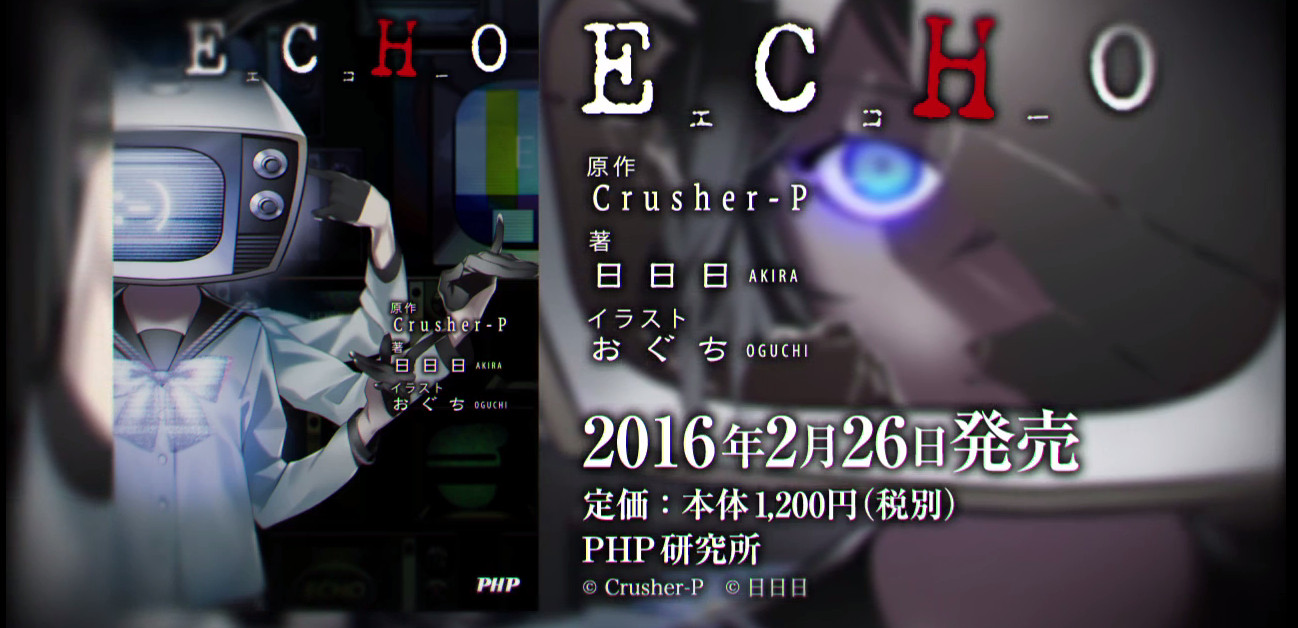 ECHO
エコー
原作
Crusher-P
著
日日日 AKIRA
イラスト
おぐち OGUCHI
PHP
ECHO
エコー
原作
Crusher-P
著
日日日 AKIRA
イラスト
おぐち OGUCHI
2016年2月26日発売
定価：本体1,200円（税別）
PHP研究所
© Crusher-P © 日日日